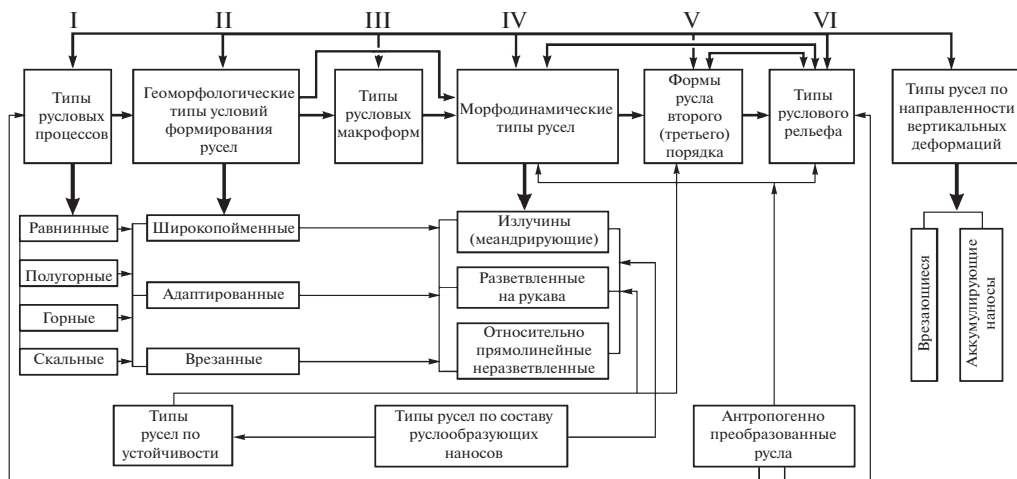 I II III IV V VI
Типы
русловых
процессов
Геоморфологические
типы условий
формирования
русел
Типы
русловых
макроформ
Морфодинамические
типы русел
Формы
русла
второго
(третьего)
порядка
Типы
руслового
рельефа
Типы русел по
направленности
вертикальных
деформаций
Равнинные
Полугорные
Горные
Скальные
Широкопойменные
Адаптированные
Врезанные
Излучины
(меандрирующие)
Разветвленные
на рукава
Относительно
прямолинейные
неразветвленные
Врезающиеся
Аккумулирующие
наносы
Типы
русел по
устойчивости
Типы русел по составу
руслообразующих
наносов
Антропогенно
преобразованные
русла